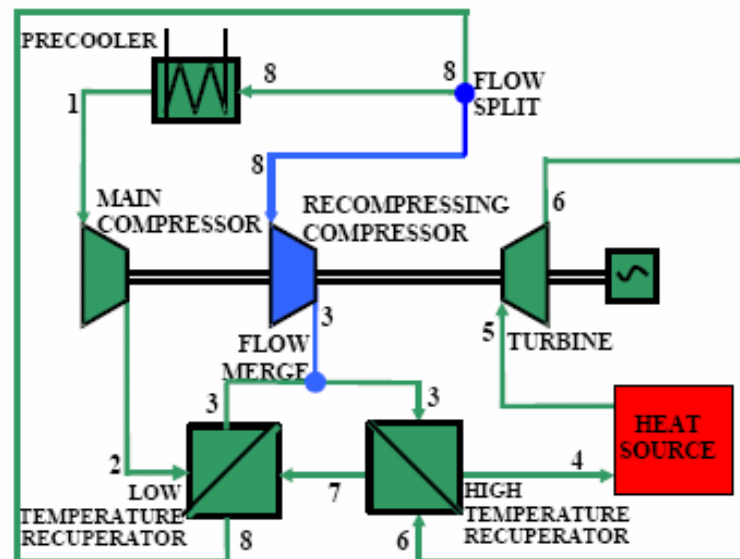 PRECOOLER
8
8
FLOW
SPLIT
1
8
6
MAIN
COMPRESSOR
RECOMPRESSING
COMPRESSOR
3
FLOW
MERGE
5
TURBINE
3
3
HEAT
SOURCE
2
7
4
LOW
TEMPERATURE
RECUPERATOR
HIGH
TEMPERATURE
RECUPERATOR
8
6